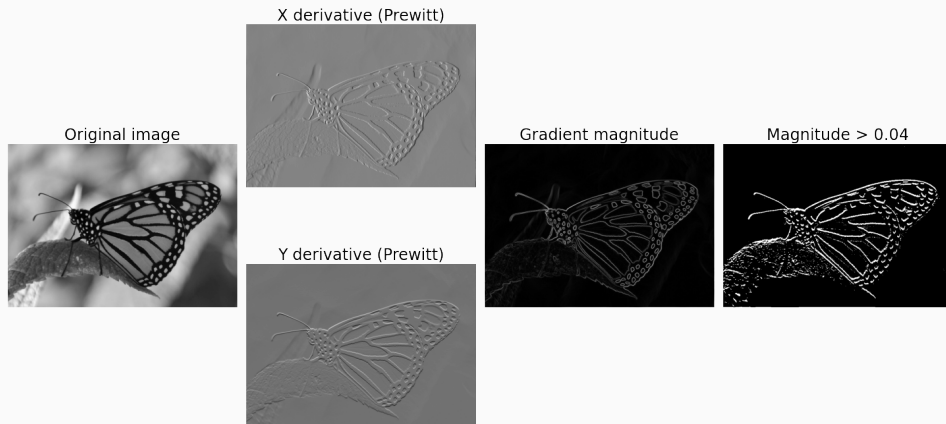 X derivative (Prewitt)
Original image
Gradient magnitude
Magnitude > 0.04
Y derivative (Prewitt)